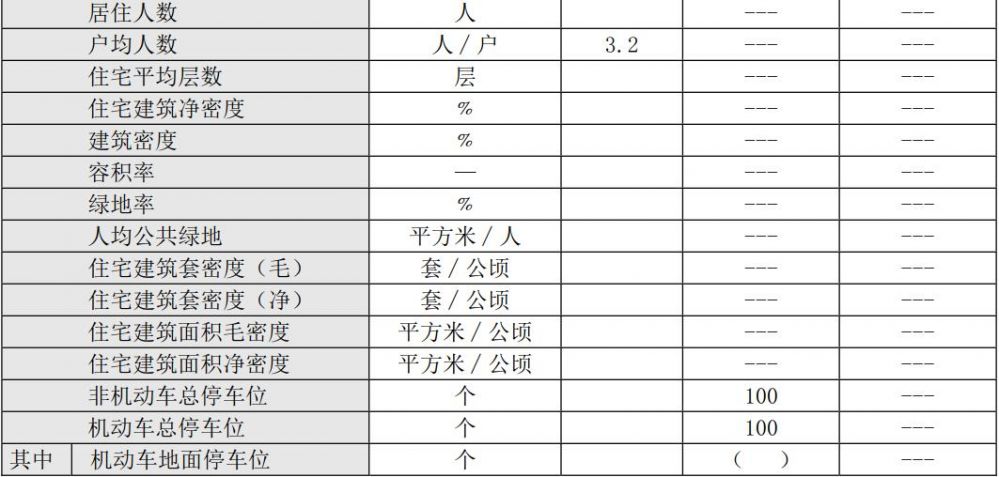 居住人数 人 --- ---
户均人数 人/户 3.2 --- ---
住宅平均层数 层 --- ---
住宅建筑净密度 % --- ---
建筑密度 % --- ---
容积率 — --- ---
绿地率 % --- ---
人均公共绿地 平方米/人 --- ---
住宅建筑套密度(毛) 套/公顷 --- ---
住宅建筑套密度(净) 套/公顷 --- ---
住宅建筑面积毛密度 平方米/公顷 --- ---
住宅建筑面积净密度 平方米/公顷 --- ---
非机动车总停车位 个 100 ---
机动车总停车位 个 100 ---
其中 机动车地面停车位 个 ( ) ---